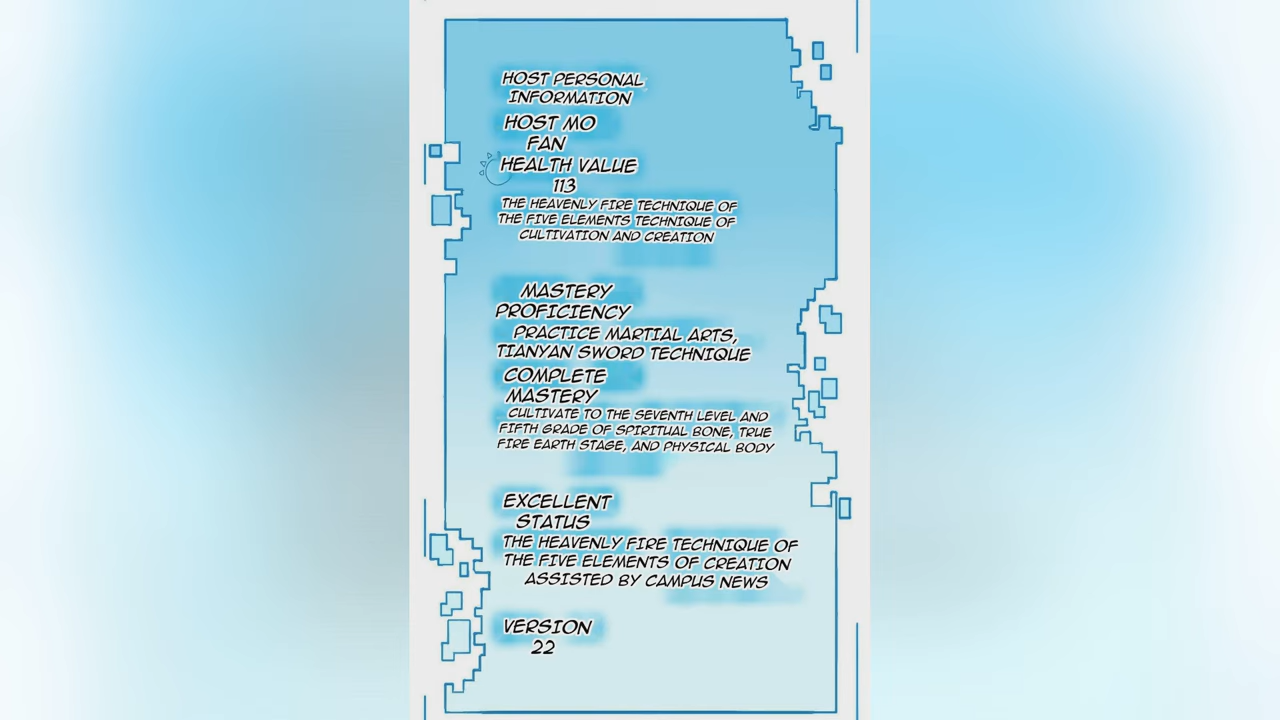 HOST PERSONAL
INFORMATION
HOST MO
FAN
HEALTH VALUE
113
THE HEAVENLY FIRE TECHNIQUE OF
THE FIVE ELEMENTS TECHNIQUE OF
CULTIVATION AND CREATION
MASTERY
PROFICIENCY
PRACTICE MARTIAL ARTS,
TIANYAN SWORD TECHNIQUE
COMPLETE
MASTERY
CULTIVATE TO THE SEVENTH LEVEL AND
FIFTH GRADE OF SPIRITUAL BONE, TRUE
FIRE EARTH STAGE, AND PHYSICAL BODY
EXCELLENT
STATUS
THE HEAVENLY FIRE TECHNIQUE OF
THE FIVE ELEMENTS OF CREATION
ASSISTED BY CAMPUS NEWS
VERSION
22